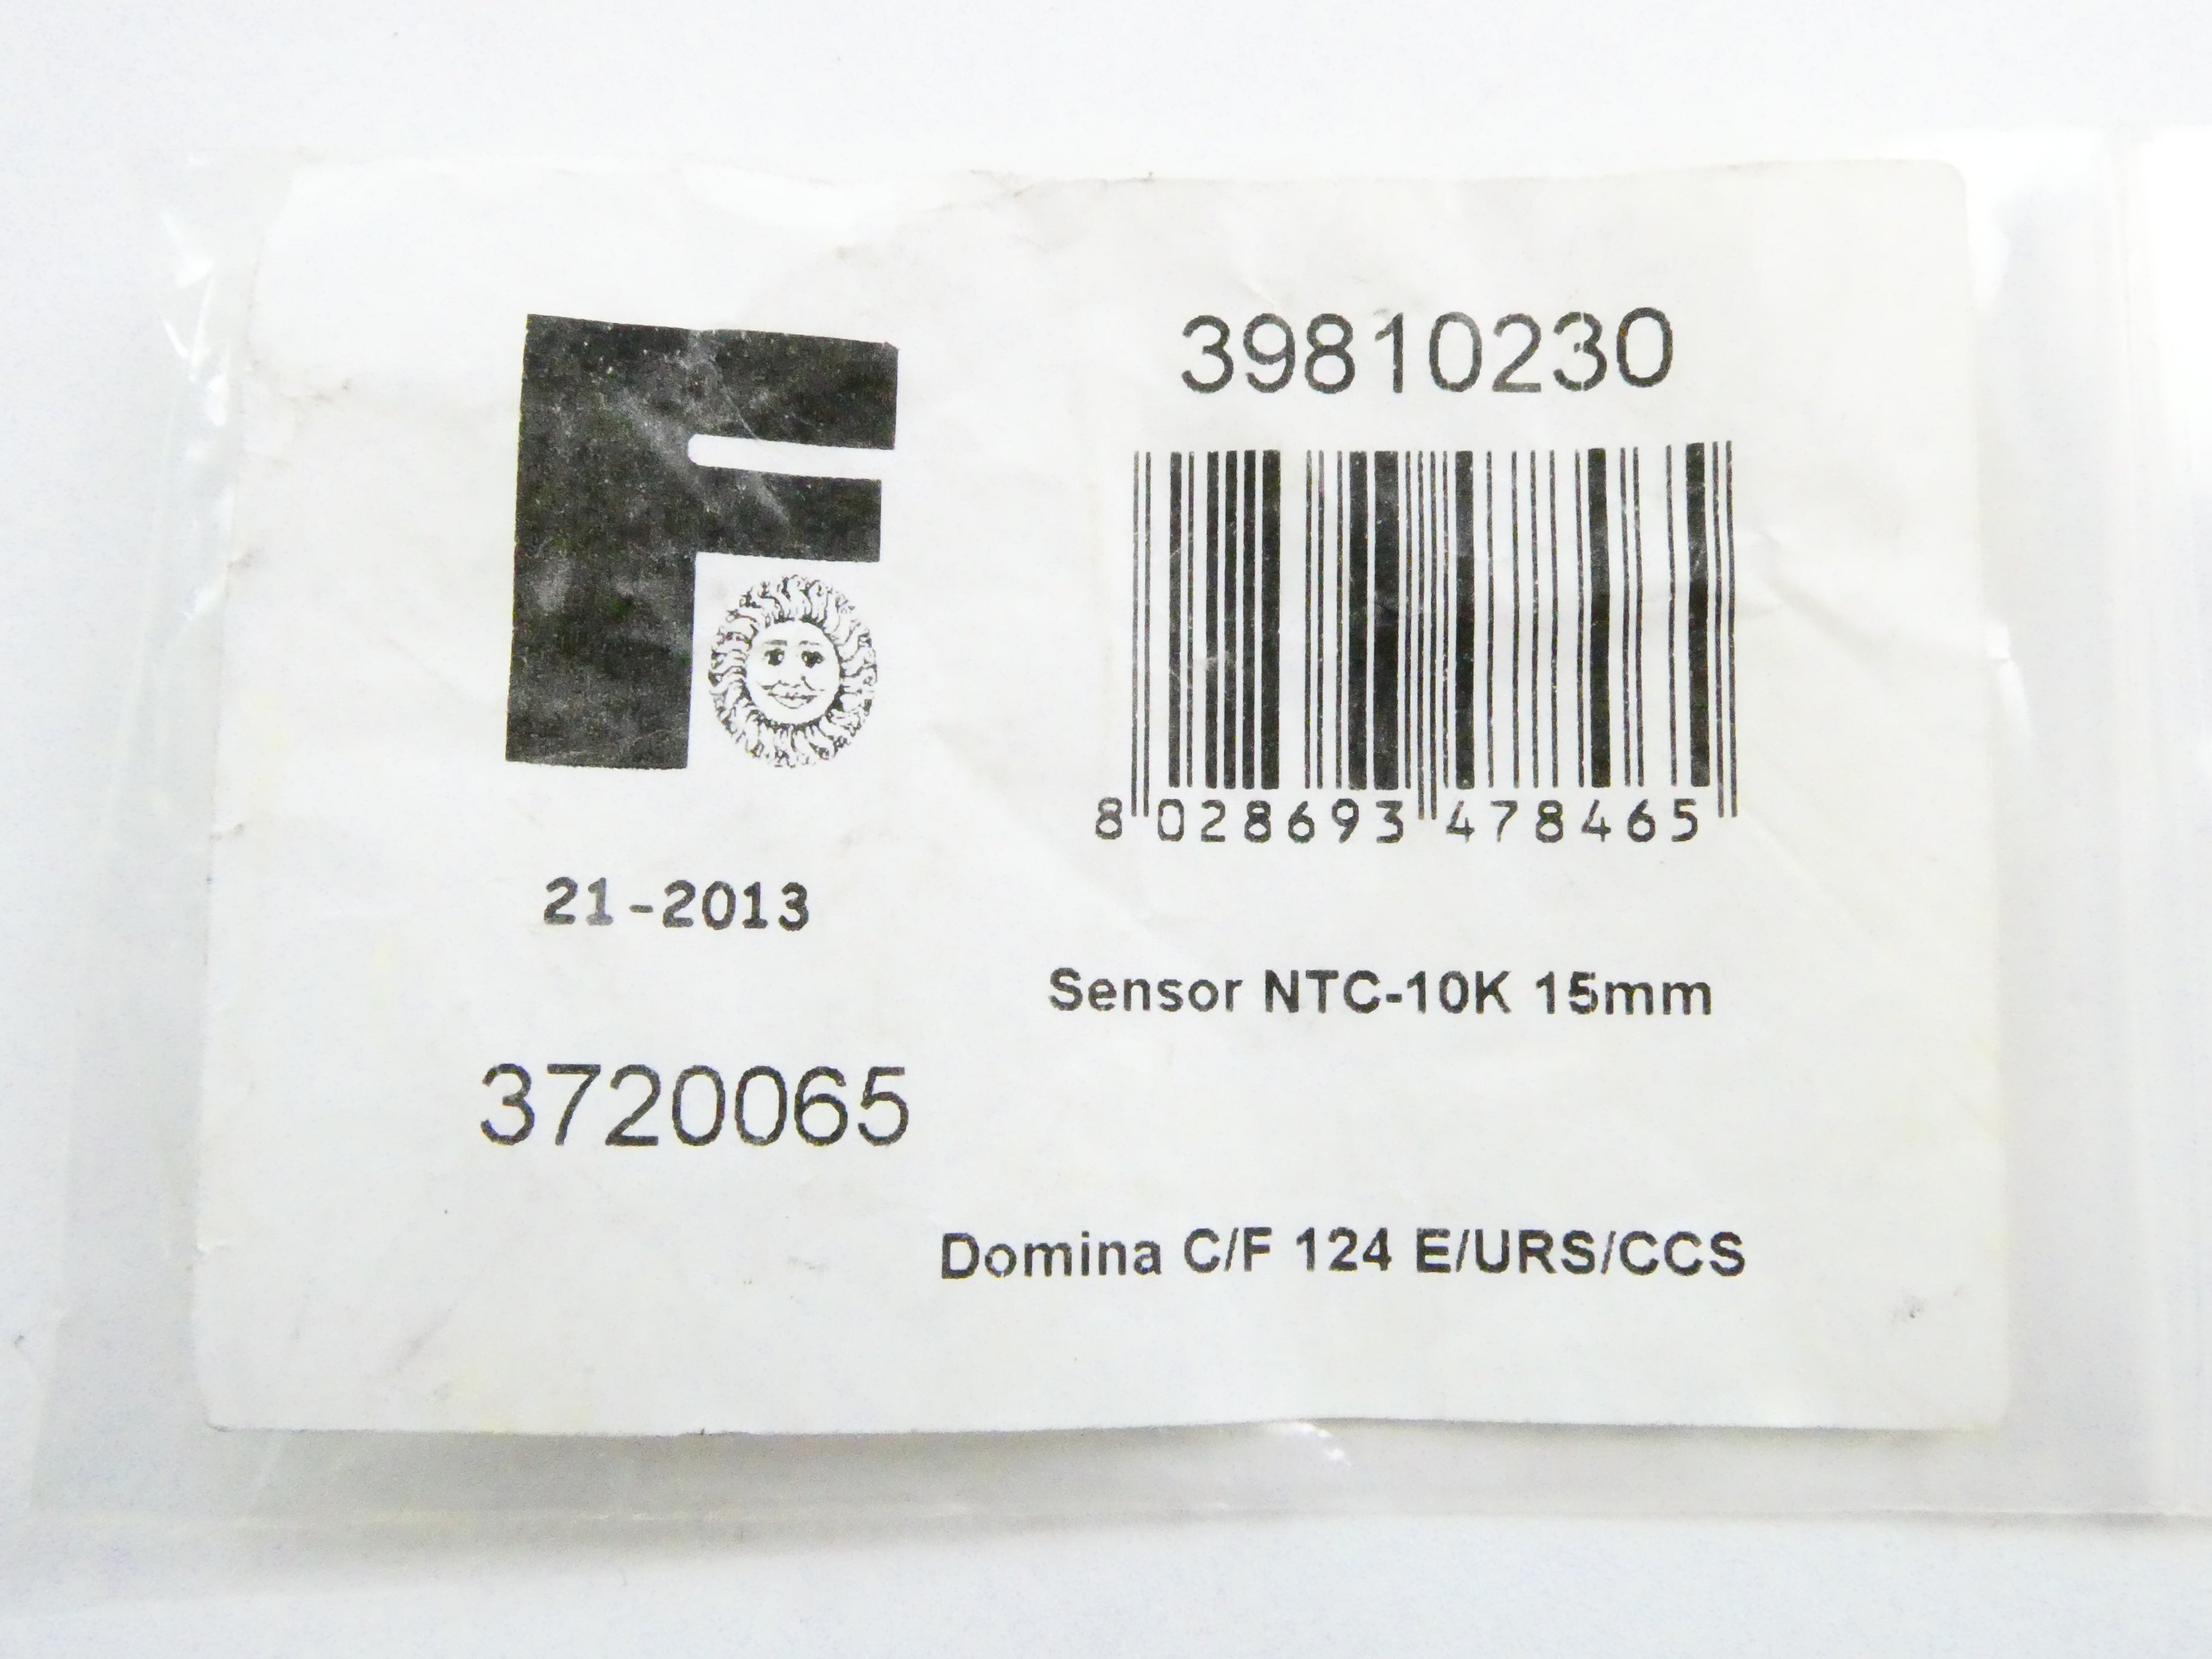 F
39810230
8 028693 478465
21-2013
Sensor NTC-10K 15mm
3720065
Domina C/F 124 E/URS/CCS